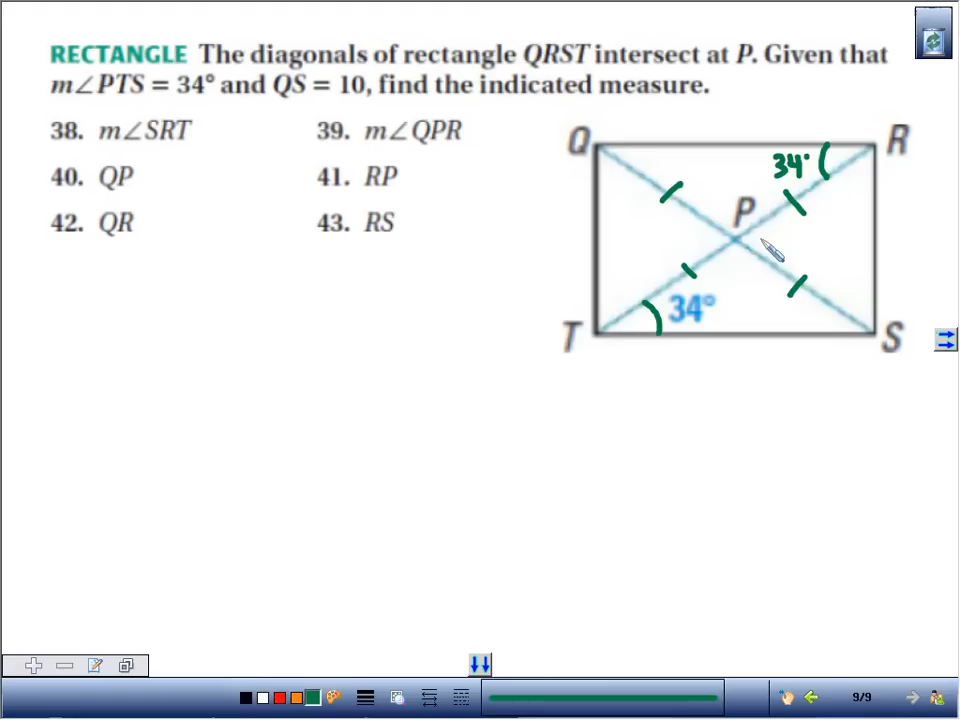 RECTANGLE The diagonals of rectangle QRST intersect at P. Given that
m∠PTS = 34° and QS = 10, find the indicated measure.
38. m∠SRT
39. m∠QPR
40. QP
41. RP
42. QR
43. RS
Q
R
34°
P
34°
T
S
9/9